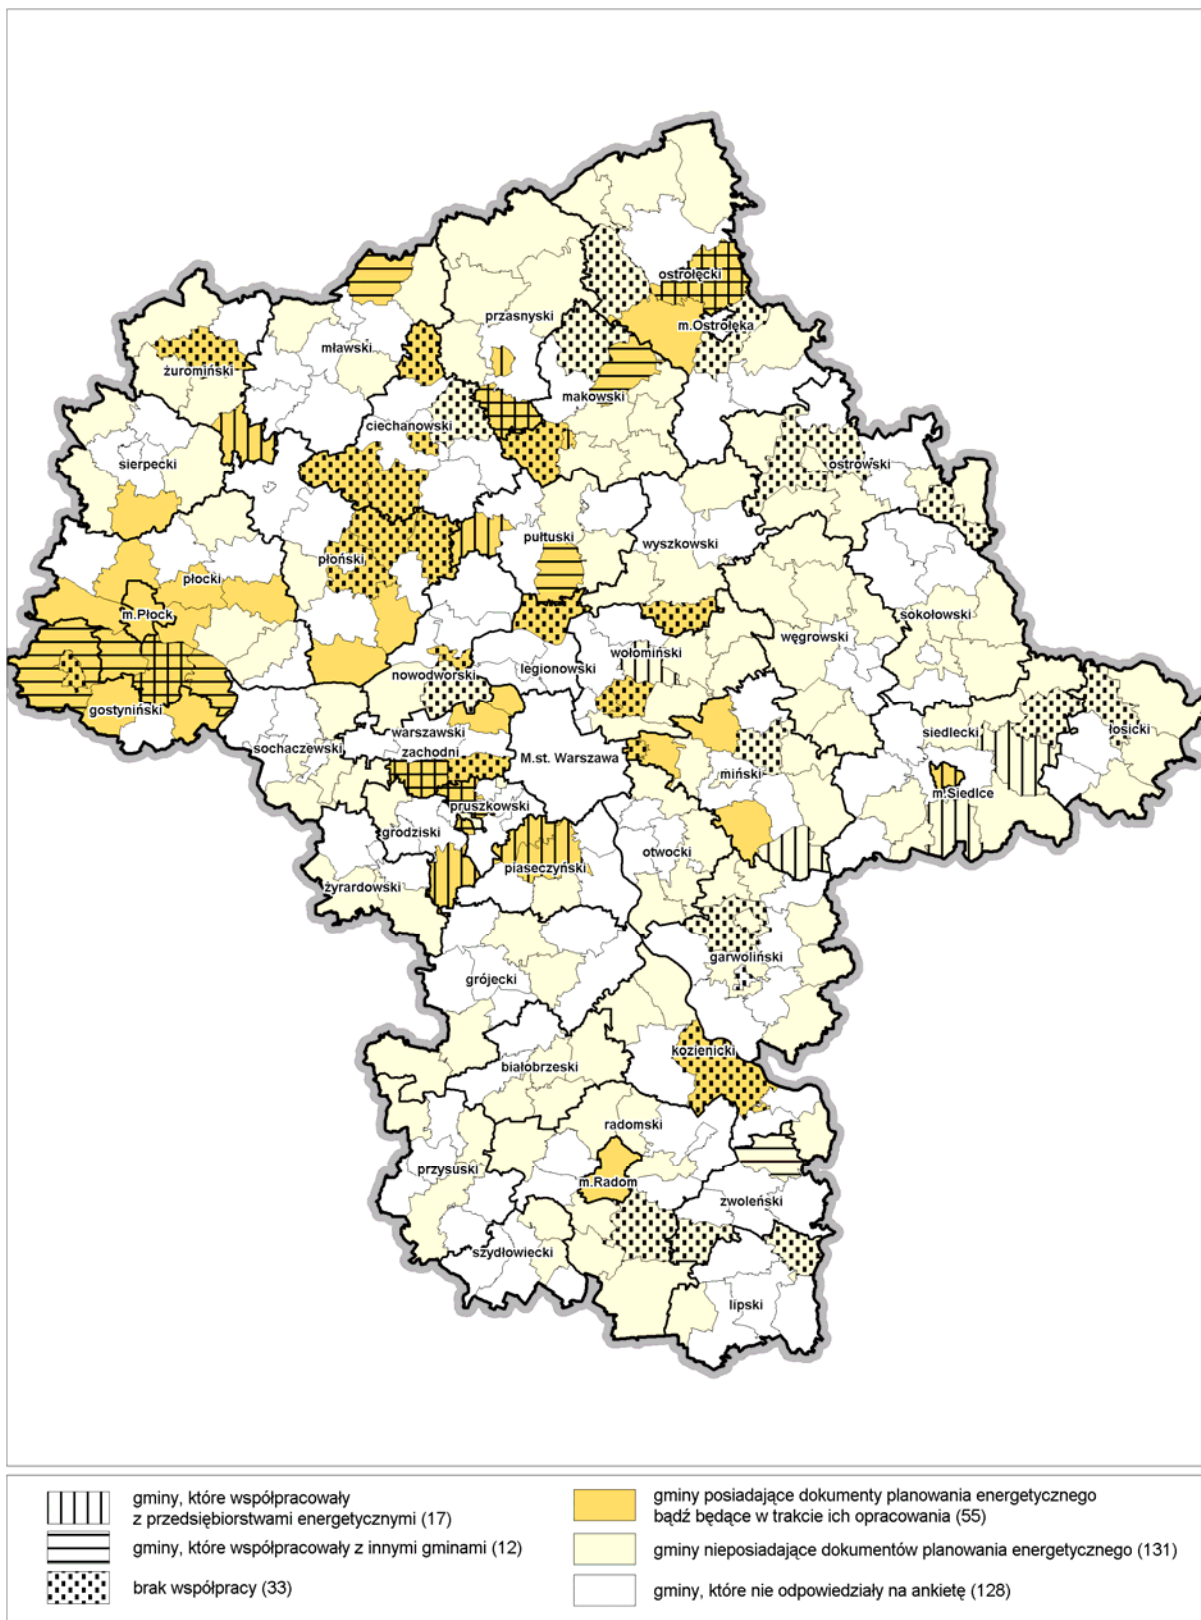 ostrołęcki
przasnyski
m.Ostrołęka
mławski
żuromiński
makowski
ciechanowski
sierpecki
ostrowski
pułtuski
wyszkowski
płoński
płocki
m.Płock
sokołowski
węgrowski
wołomiński
legionowski
nowodworski
gostyniński
siedlecki
łosicki
warszawski
zachodni
sochaczewski
M.st. Warszawa
miński
m.Siedlce
pruszkowski
grodziski
otwocki
piaseczyński
żyrardowski
garwoliński
grójecki
kozienicki
białobrzeski
radomski
przysuski
m.Radom
zwoleński
szydłowiecki
lipski
gminy, które współpracowały
z przedsiębiorstwami energetycznymi (17)
gminy, które współpracowały z innymi gminami (12)
brak współpracy (33)
gminy posiadające dokumenty planowania energetycznego
bądź będące w trakcie ich opracowania (55)
gminy nieposiadające dokumentów planowania energetycznego (131)
gminy, które nie odpowiedziały na ankietę (128)